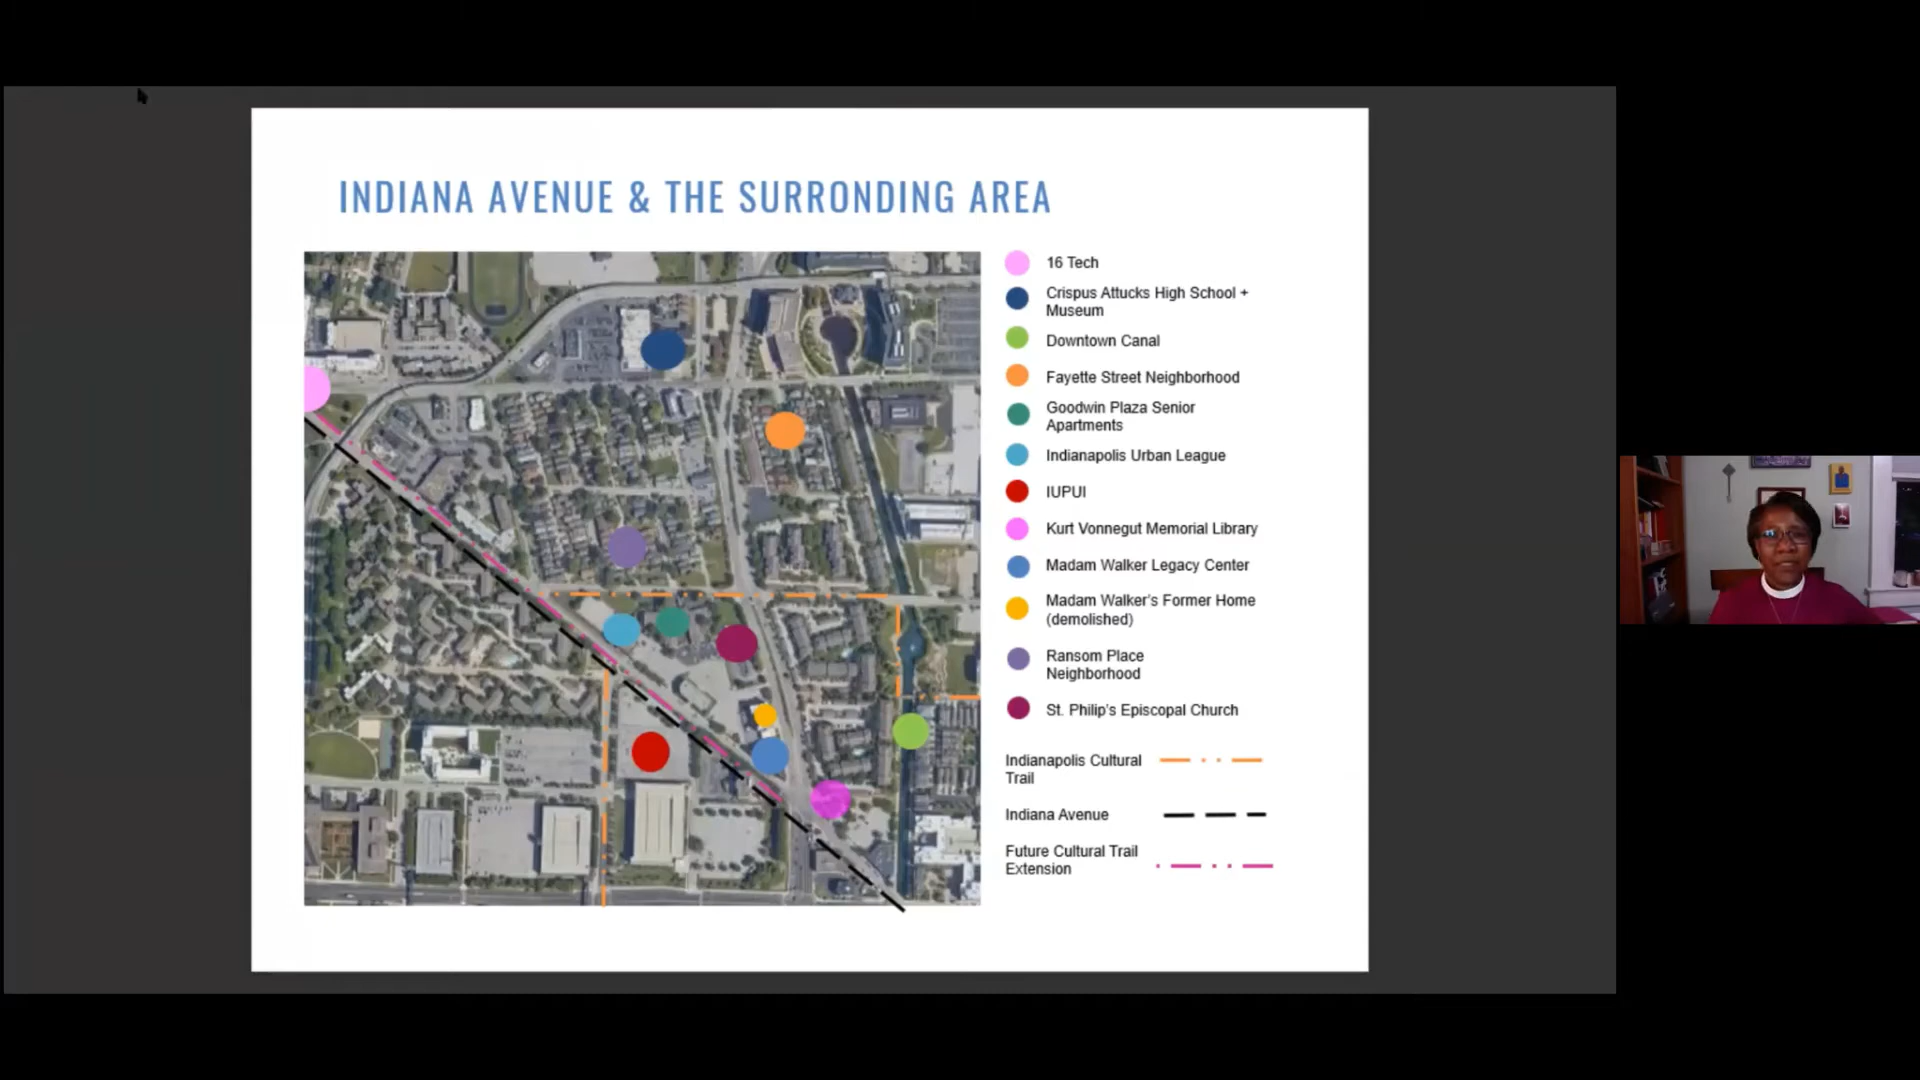 INDIANA AVENUE & THE SURRONDING AREA
16 Tech
Crispus Attucks High School +
Museum
Downtown Canal
Fayette Street Neighborhood
Goodwin Plaza Senior
Apartments
Indianapolis Urban League
IUPUI
Kurt Vonnegut Memorial Library
Madam Walker Legacy Center
Madam Walker's Former Home
(demolished)
Ransom Place
Neighborhood
St. Philip's Episcopal Church
Indianapolis Cultural
Trail
Indiana Avenue
Future Cultural Trail
Extension